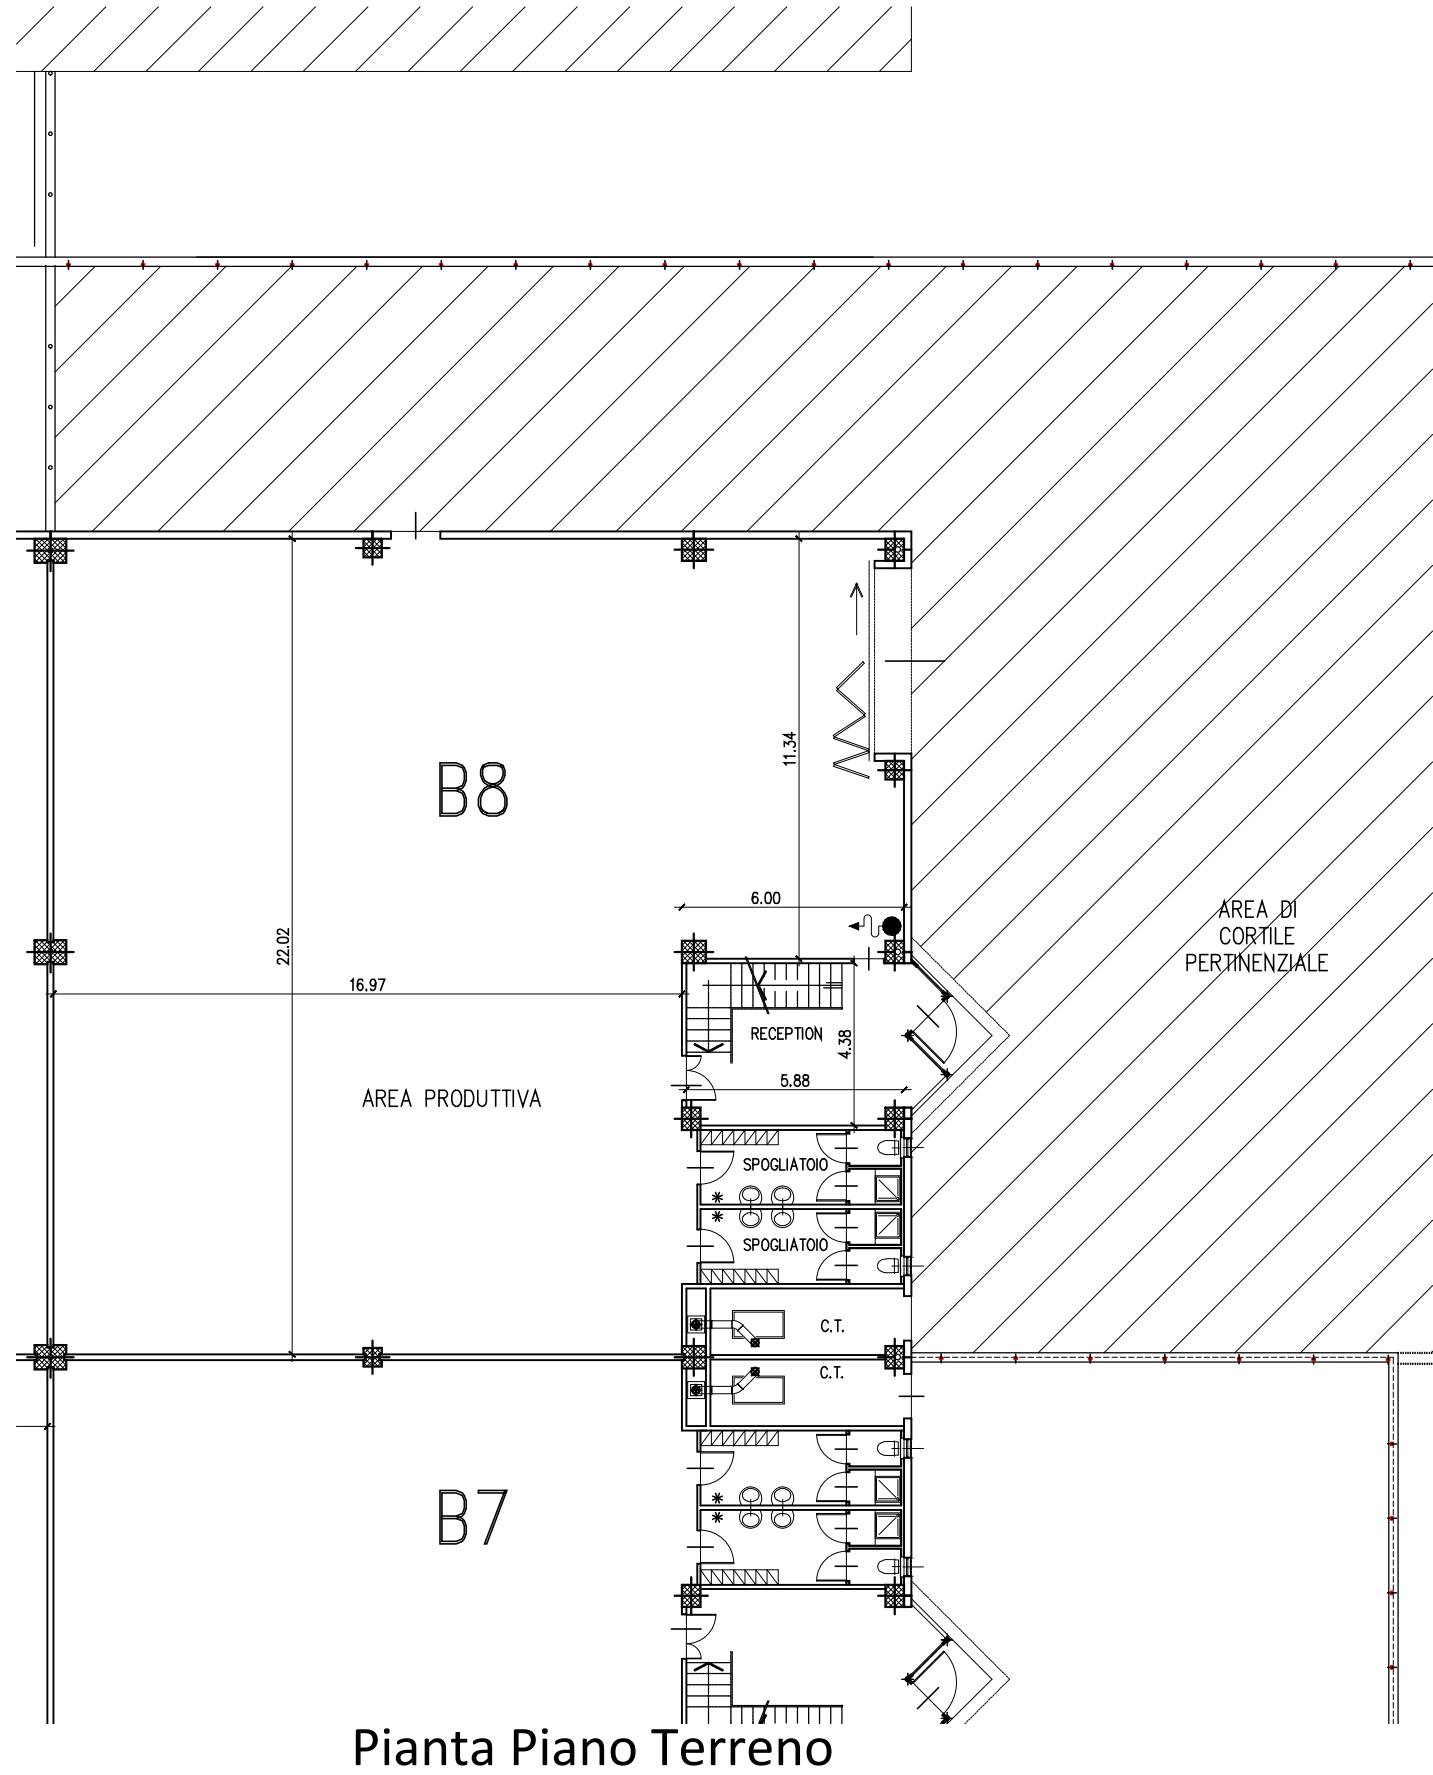 11.34
B8
6.00
AREA DI
CORTILE
PERTINENZIALE
22.02
16.97
RECEPTION
4.38
5.88
AREA PRODUTTIVA
SPOGLIATOIO
SPOGLIATOIO
C.T.
C.T.
B7
Pianta Piano Terreno